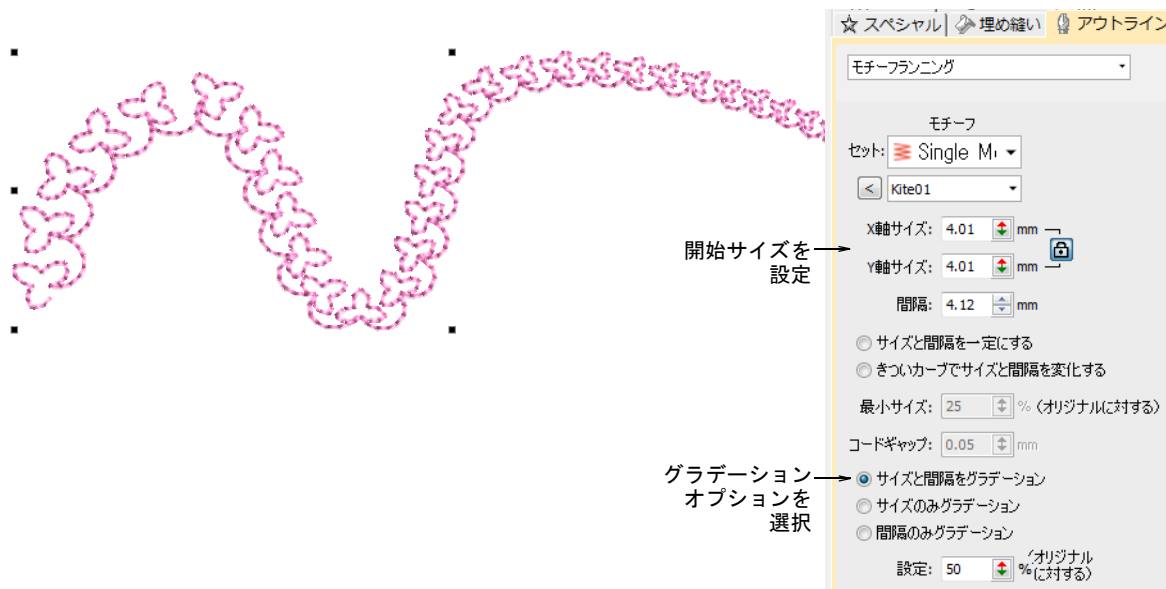 スペシャル 埋め縫い アウトライン
モチーフランニング
モチーフ
セット: Single M
< Kite01
X軸サイズ: 4.01 mm
開始サイズを
設定
Y軸サイズ: 4.01 mm
間隔: 4.12 mm
サイズと間隔を一定にする
きついカーブでサイズと間隔を変化する
最小サイズ: 25 % (オリジナルに対する)
コードギャップ: 0.05 mm
グラデーション
オプションを
選択
サイズと間隔をグラデーション
サイズのみグラデーション
間隔のみグラデーション
設定: 50 % (オリジナル
に対する)